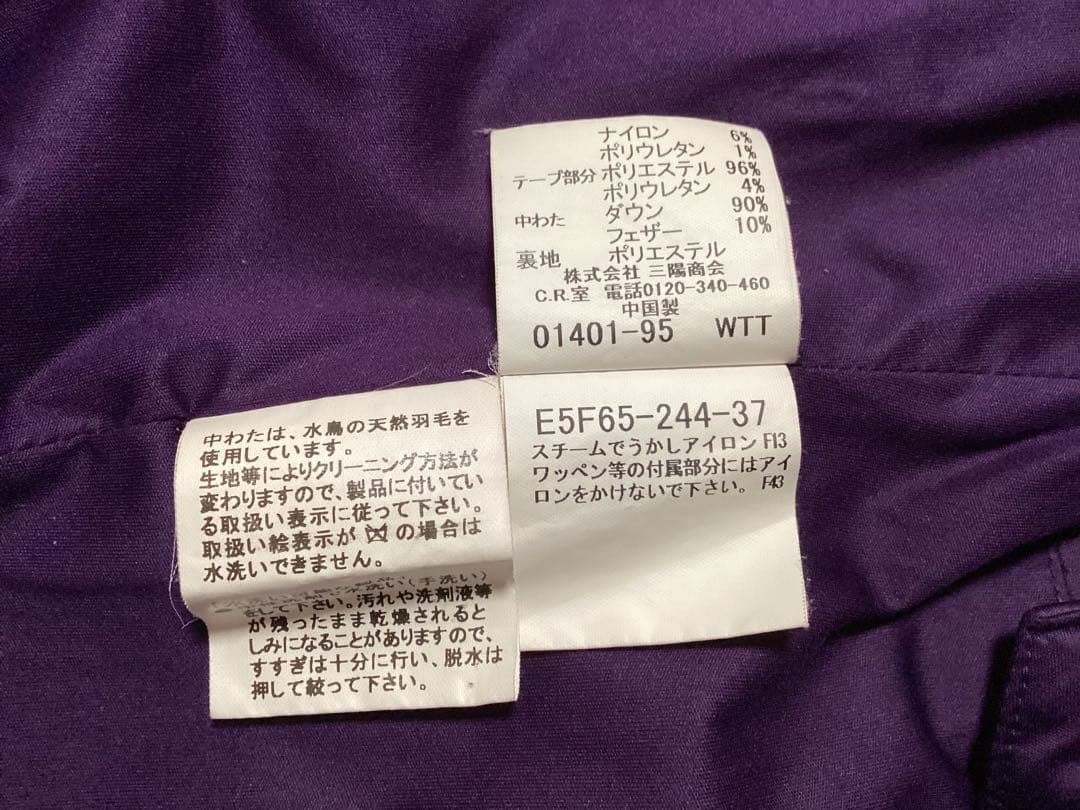 ナイロン 6%
ポリウレタン 1%
テープ部分 ポリエステル 96%
ポリウレタン 4%
中わた ダウン 90%
フェザー 10%
裏地 ポリエステル
株式会社 三陽商会
C.R.室 電話0120-340-460
中国製
01401-95 WTT
E5F65-244-37
スチームでうかしアイロン F13
ワッペン等の付属部分にはアイ
ロンをかけないで下さい。 F43
中わたは、水鳥の天然羽毛を
使用しています。
生地等によりクリーニング方法が
変わりますので、製品に付いてい
る取扱い表示に従って下さい。
取扱い絵表示が の場合は
水洗いできません。
水洗い(手洗い)
をして下さい。汚れや洗剤液等
が残ったまま乾燥されると
しみになることがありますので、
すすぎは十分に行い、脱水は
押して絞って下さい。